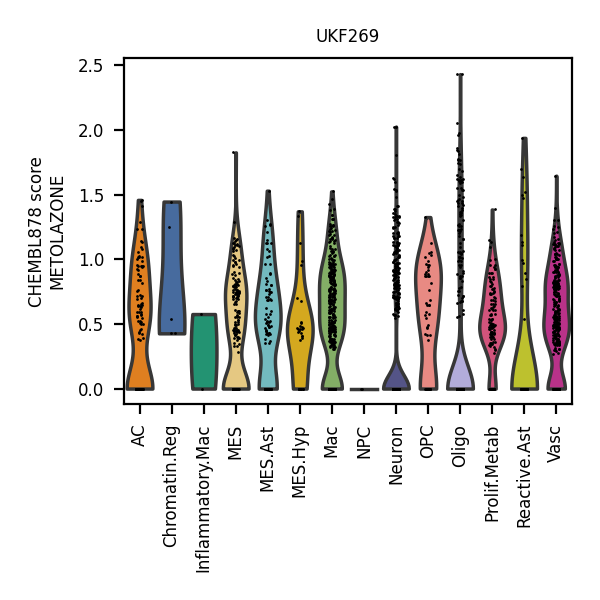 UKF269
CHEMBL878 score
METOLAZONE
2.5
2.0
1.5
1.0
0.5
0.0
AC
Chromatin.Reg
Inflammatory.Mac
MES
MES.Ast
MES.Hyp
Mac
NPC
Neuron
OPC
Oligo
Prolif.Metab
Reactive.Ast
Vasc